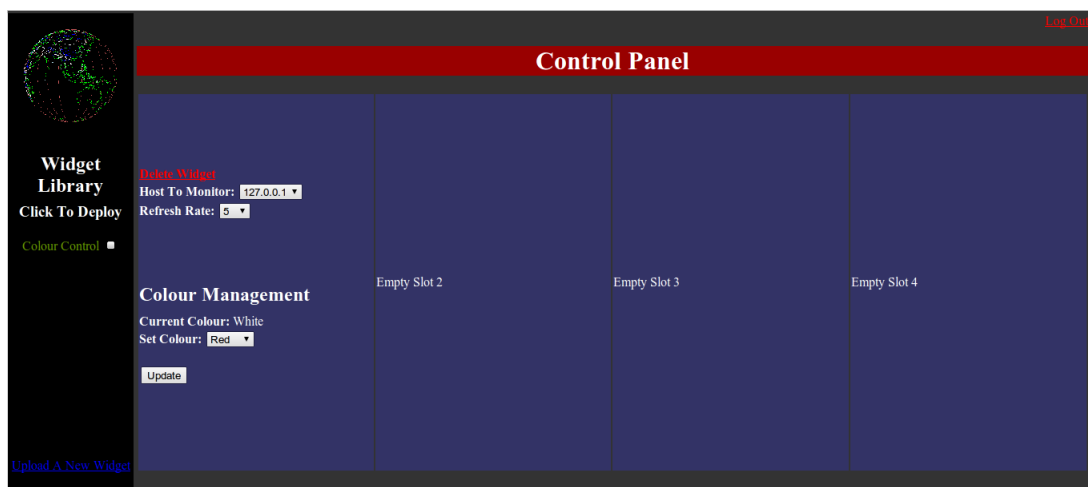 Log Out
Control Panel
Widget
Library
Click To Deploy
Colour Control
Upload A New Widget
Delete Widget
Host To Monitor: 127.0.0.1
Refresh Rate: 5
Colour Management
Current Colour: White
Set Colour: Red
Update
Empty Slot 2
Empty Slot 3
Empty Slot 4